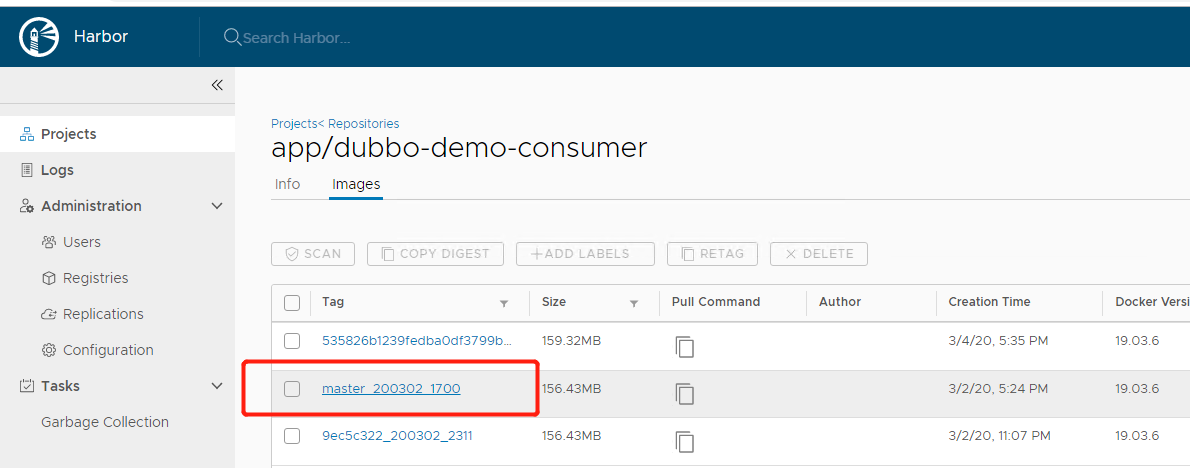 Harbor
Search Harbor...
Projects
Logs
Administration
Users
Registries
Replications
Configuration
Tasks
Garbage Collection
Projects< Repositories
app/dubbo-demo-consumer
Info Images
SCAN COPY DIGEST +ADD LABELS RETAG × DELETE
Tag Size Pull Command Author Creation Time Docker Versi
535826b1239fedba0df3799b... 159.32MB 3/4/20, 5:35 PM 19.03.6
master_200302_1700 156.43MB 3/2/20, 5:24 PM 19.03.6
9ec5c322_200302_2311 156.43MB 3/2/20, 11:07 PM 19.03.6